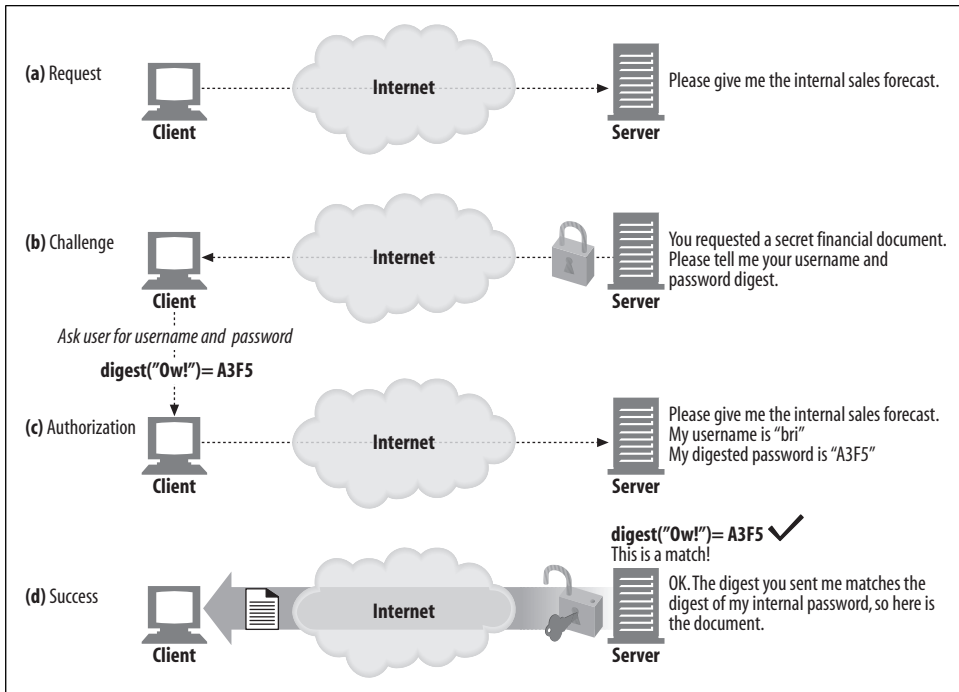 (a) Request
Internet
Please give me the internal sales forecast.
Client
Server
(b) Challenge
Internet
You requested a secret financial document.
Please tell me your username and
password digest.
Client
Server
Ask user for username and password
digest("Ow!")= A3F5
(c) Authorization
Internet
Please give me the internal sales forecast.
My username is “bri”
My digested password is “A3F5”
Client
Server
digest("Ow!")= A3F5
This is a match!
(d) Success
Internet
OK. The digest you sent me matches the
digest of my internal password, so here is
the document.
Client
Server